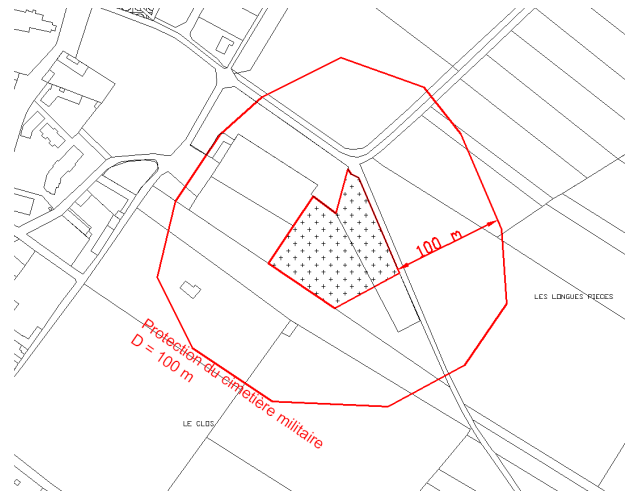 100 m
LES LONGUES PIECES
Protection du cimetière militaire
D = 100 m
LE CLOS